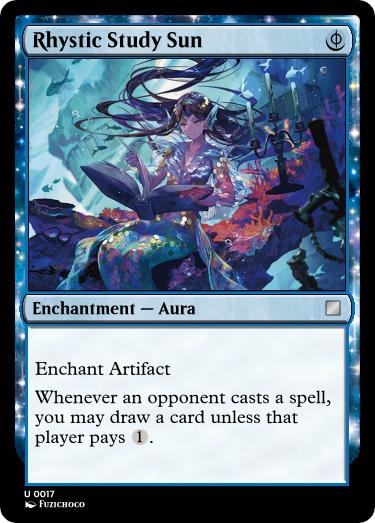 Rhystic Study Sun
Enchantment — Aura
Enchant Artifact
Whenever an opponent casts a spell,
you may draw a card unless that
player pays 1.
U 0017
Fuzichoco